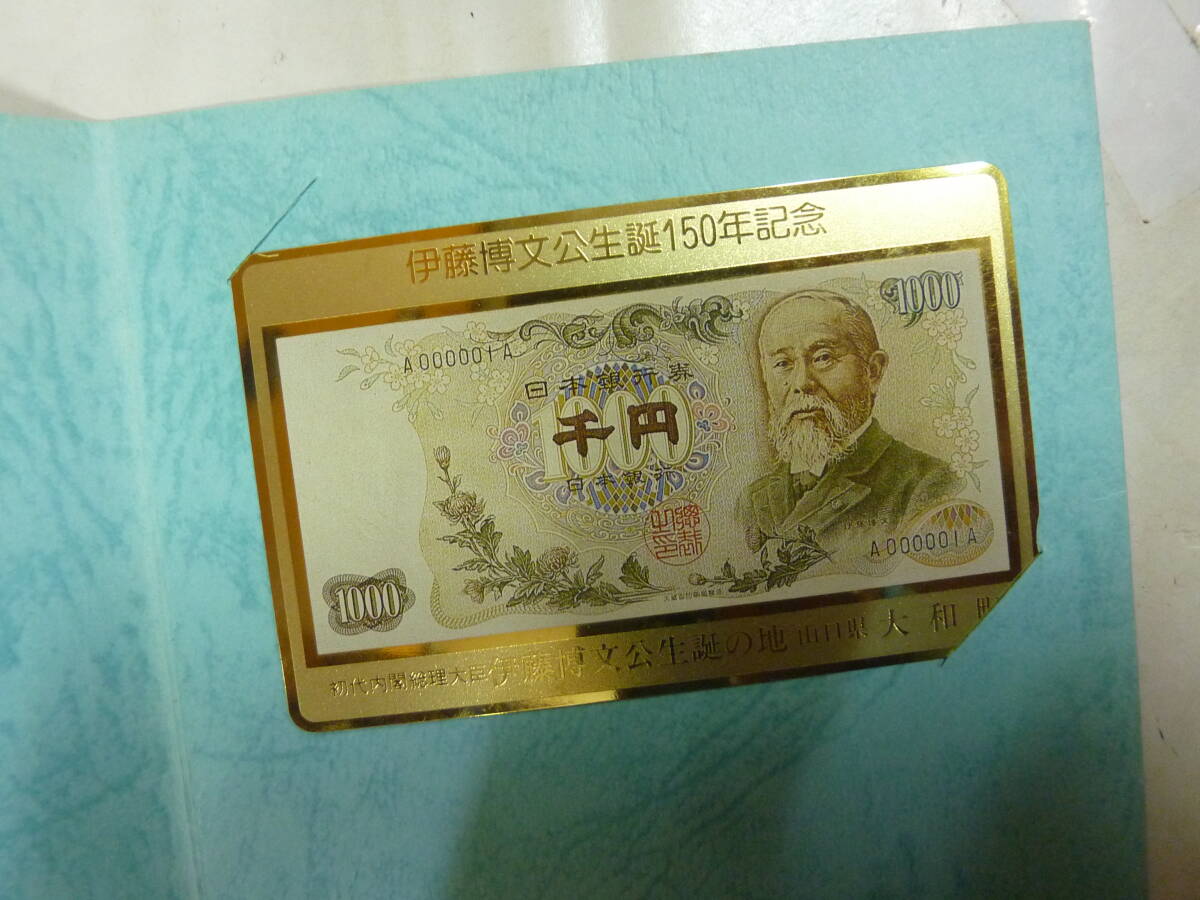 伊藤博文公生誕150年記念
1000
A000001A
日本銀行券
1000
千円
日本銀行
A000001A
1000
初代内閣総理大臣伊藤博文公生誕の地 山口県 大和町